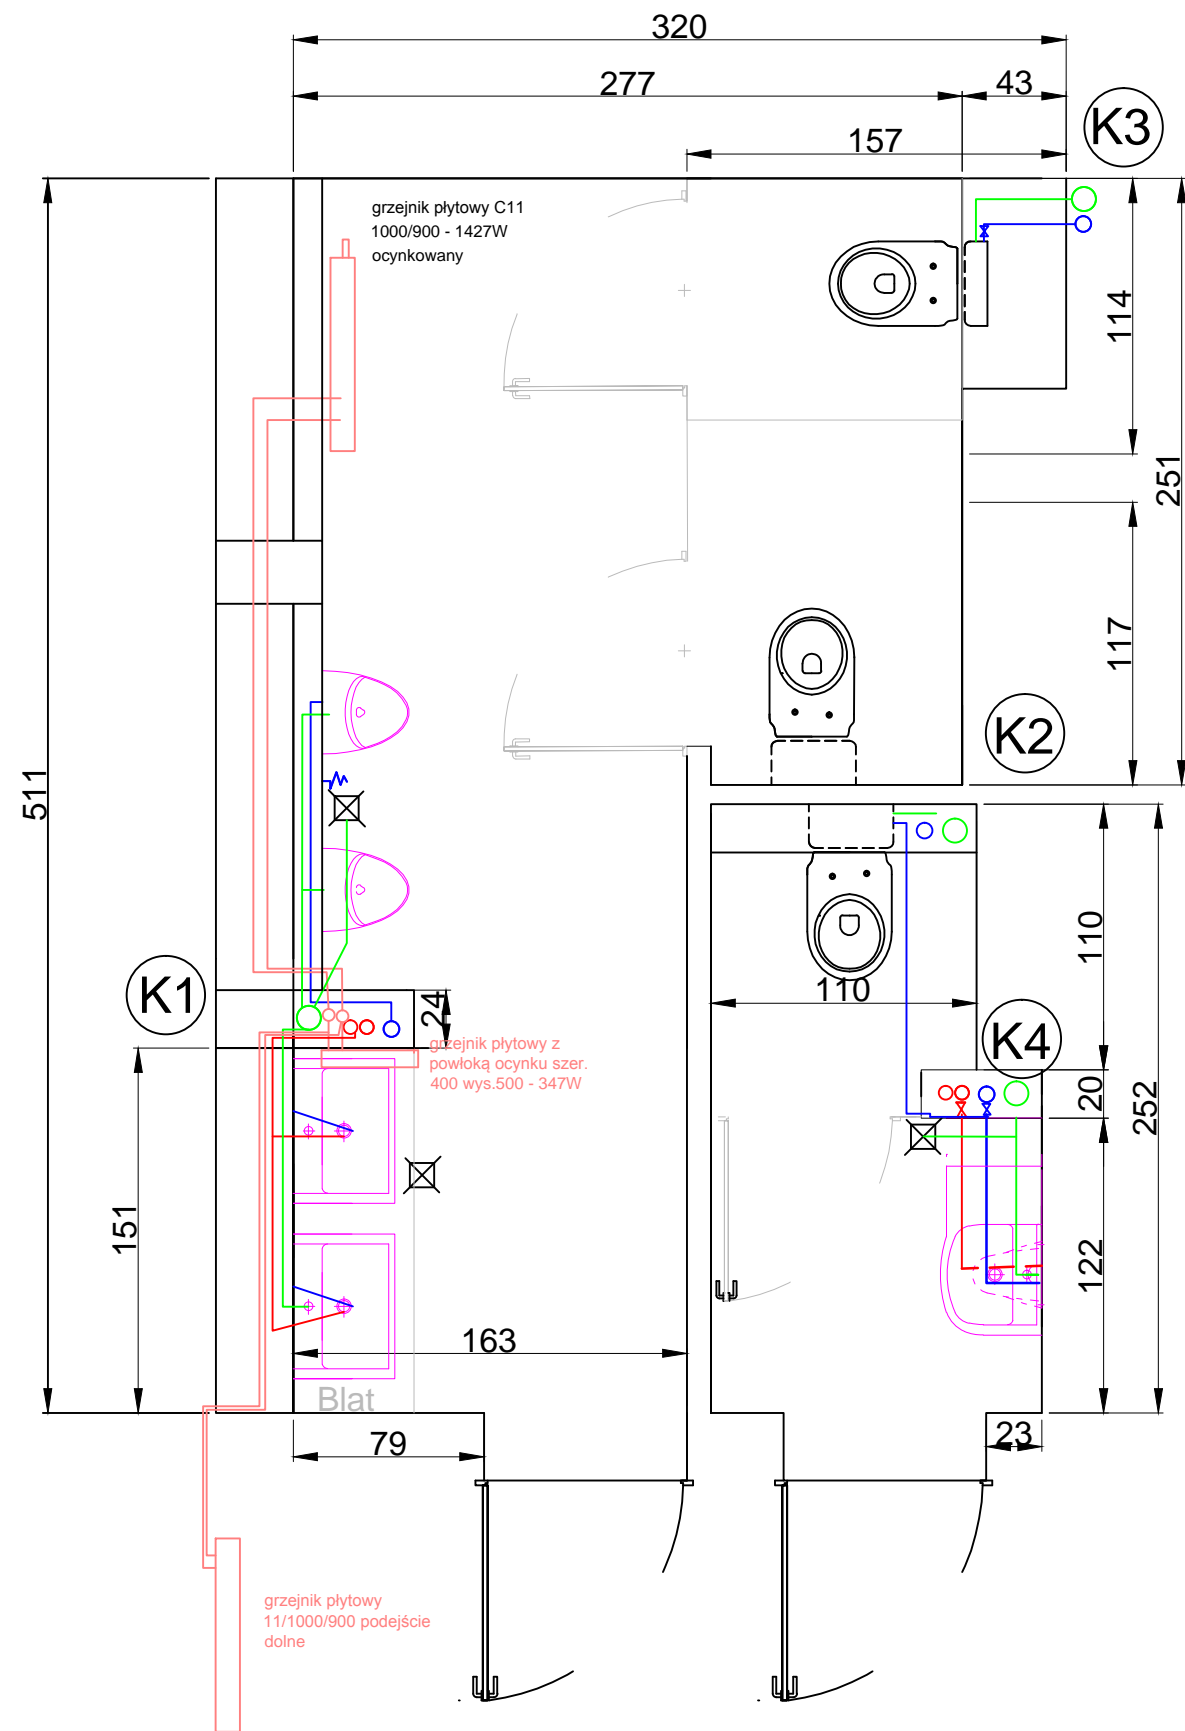 320
277
43
K3
157
grzejnik płytowy C11
1000/900 - 1427W
ocynkowany
114
251
117
K2
511
110
K1
24
110
K4
grzejnik płytowy z
powłoką ocynku szer.
400 wys.500 - 347W
20
252
151
122
163
Blat
79
23
grzejnik płytowy
11/1000/900 podejście
dolne